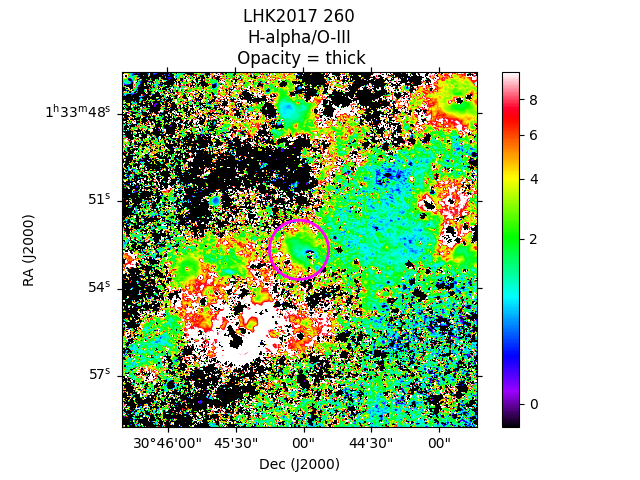 LHK2017 260
H-alpha/O-III
Opacity = thick
1ʰ33ᵐ48ˢ
51ˢ
54ˢ
57ˢ
RA (J2000)
30°46'00" 45'30" 00" 44'30" 00"
Dec (J2000)
8
6
4
2
0